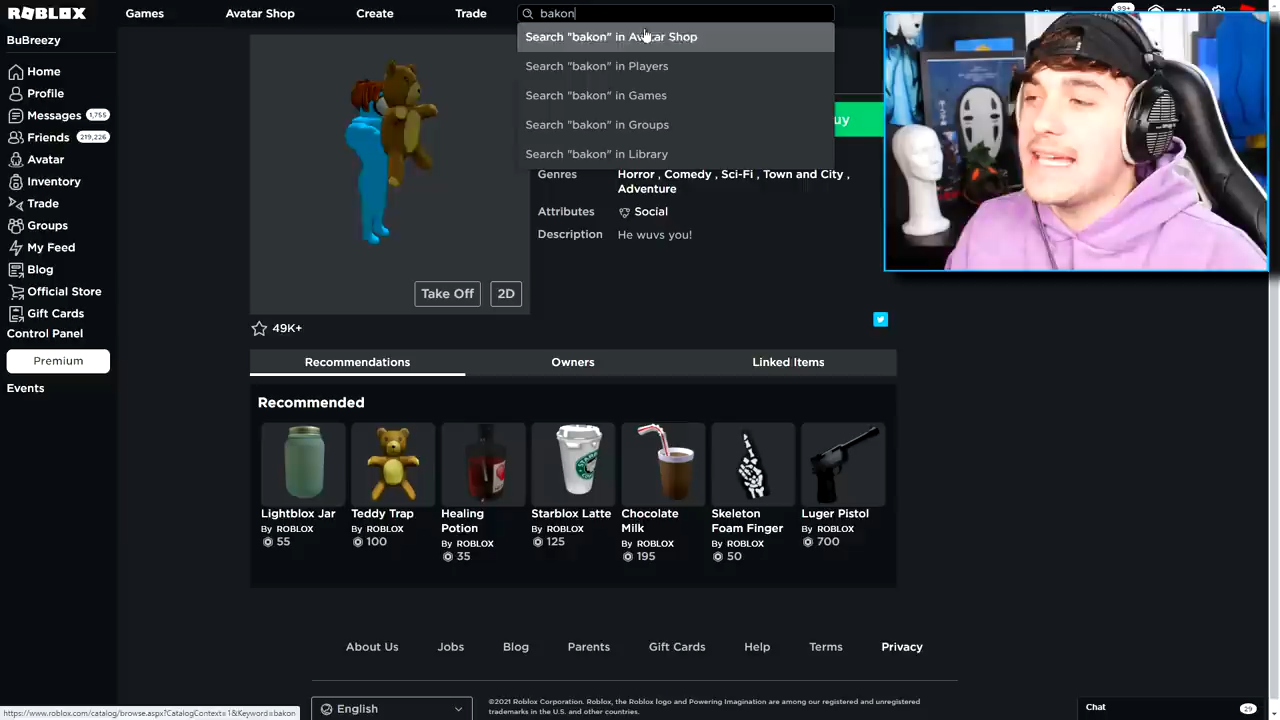 ROBLOX
Games
Avatar Shop
Create
Trade
bakon
99+
711
BuBreezy
Home
Profile
Messages 1,755
Friends 219,226
Avatar
Inventory
Trade
Groups
My Feed
Blog
Official Store
Gift Cards
Control Panel
Premium
Events
Search "bakon" in Avatar Shop
Search "bakon" in Players
Search "bakon" in Games
Search "bakon" in Groups
Search "bakon" in Library
Genres Horror , Comedy , Sci-Fi , Town and City ,
Adventure
Attributes Social
Description He wuvs you!
Take Off
2D
49K+
Recommendations
Owners
Linked Items
Recommended
Lightblox Jar
By ROBLOX
55
Teddy Trap
By ROBLOX
100
Healing
Potion
By ROBLOX
35
Starblox Latte
By ROBLOX
125
Chocolate
Milk
By ROBLOX
195
Skeleton
Foam Finger
By ROBLOX
50
Luger Pistol
By ROBLOX
700
About Us
Jobs
Blog
Parents
Gift Cards
Help
Terms
Privacy
English
©2021 Roblox Corporation. Roblox, the Roblox logo and Powering Imagination are among our registered and unregistered
trademarks in the U.S. and other countries.
Chat
29
https://www.roblox.com/catalog/browse.aspx?CatalogContext=1&Keyword=bakon